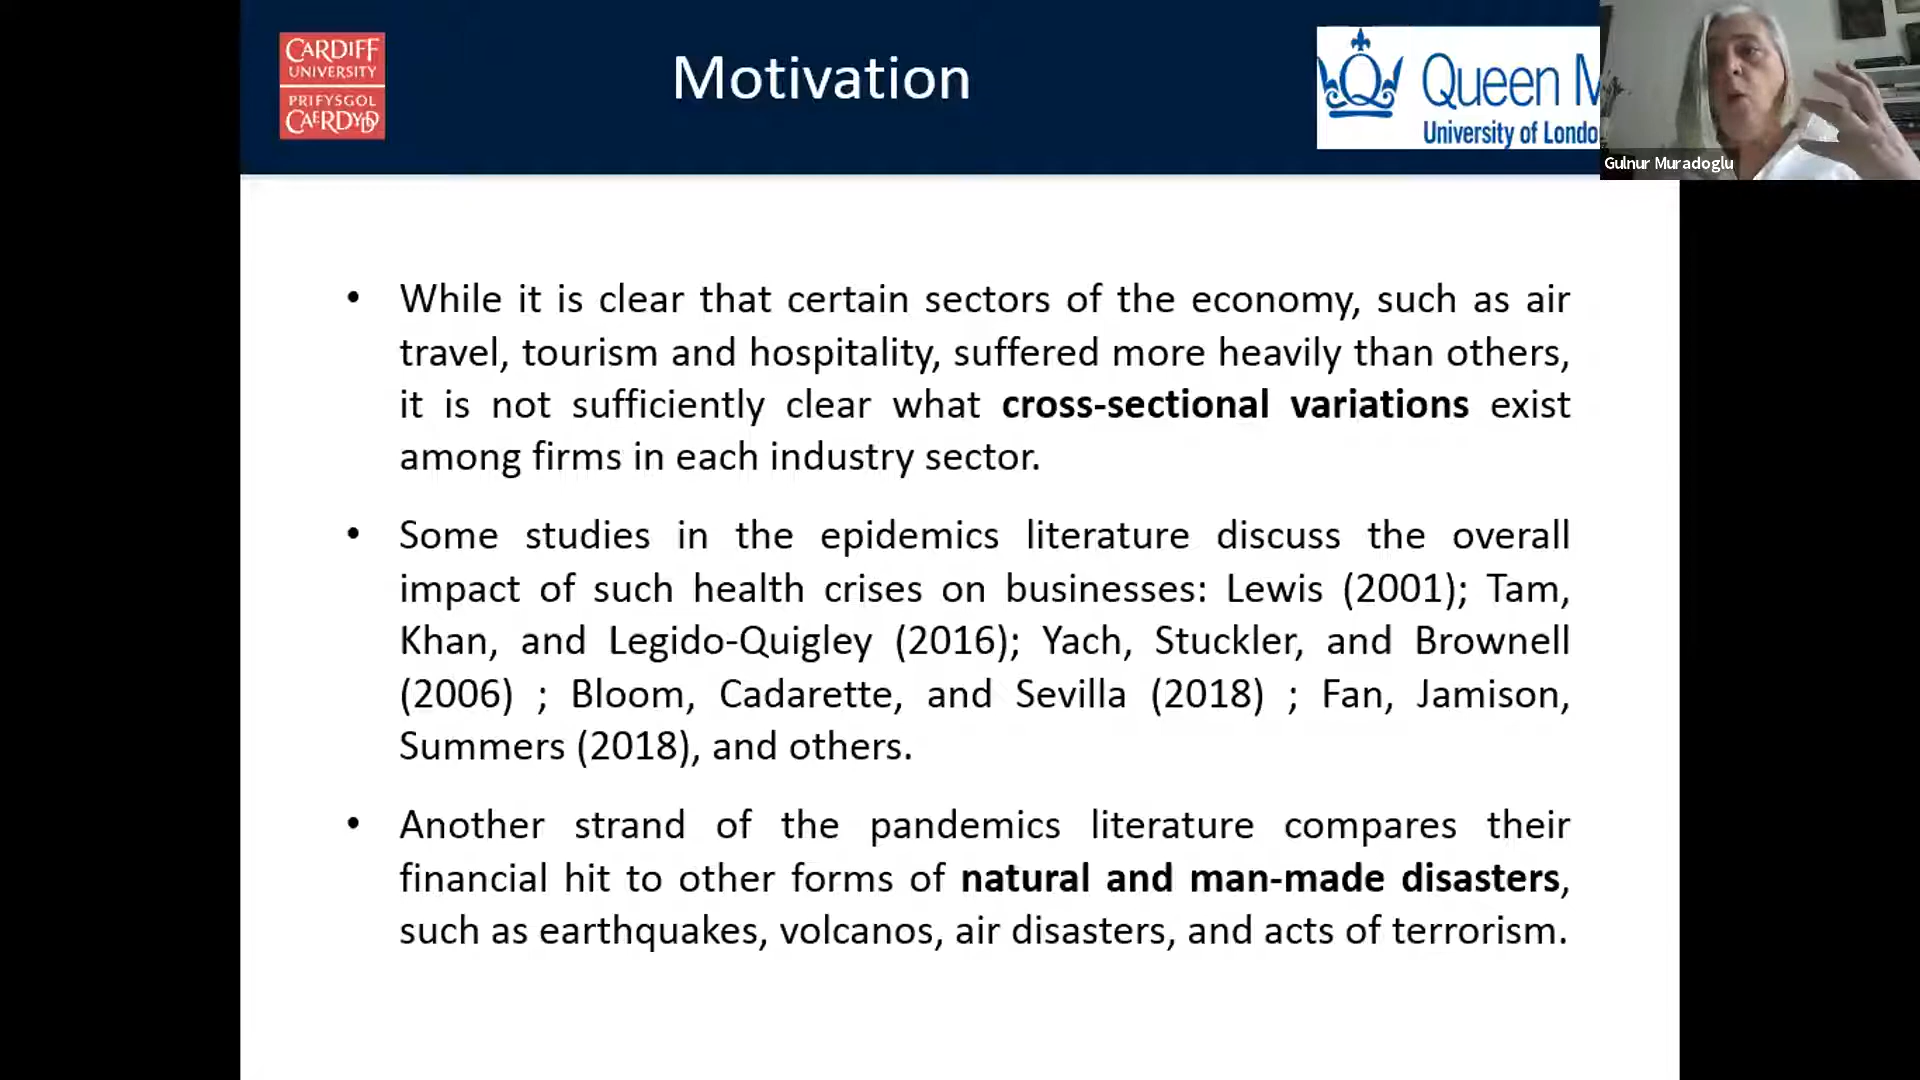 CARDIFF
UNIVERSITY
PRIFYSGOL
CAERDYDD
Motivation
Queen M
University of Londo
Gulnur Muradoglu
• While it is clear that certain sectors of the economy, such as air
travel, tourism and hospitality, suffered more heavily than others,
it is not sufficiently clear what cross-sectional variations exist
among firms in each industry sector.
• Some studies in the epidemics literature discuss the overall
impact of such health crises on businesses: Lewis (2001); Tam,
Khan, and Legido-Quigley (2016); Yach, Stuckler, and Brownell
(2006) ; Bloom, Cadarette, and Sevilla (2018) ; Fan, Jamison,
Summers (2018), and others.
• Another strand of the pandemics literature compares their
financial hit to other forms of natural and man-made disasters,
such as earthquakes, volcanos, air disasters, and acts of terrorism.